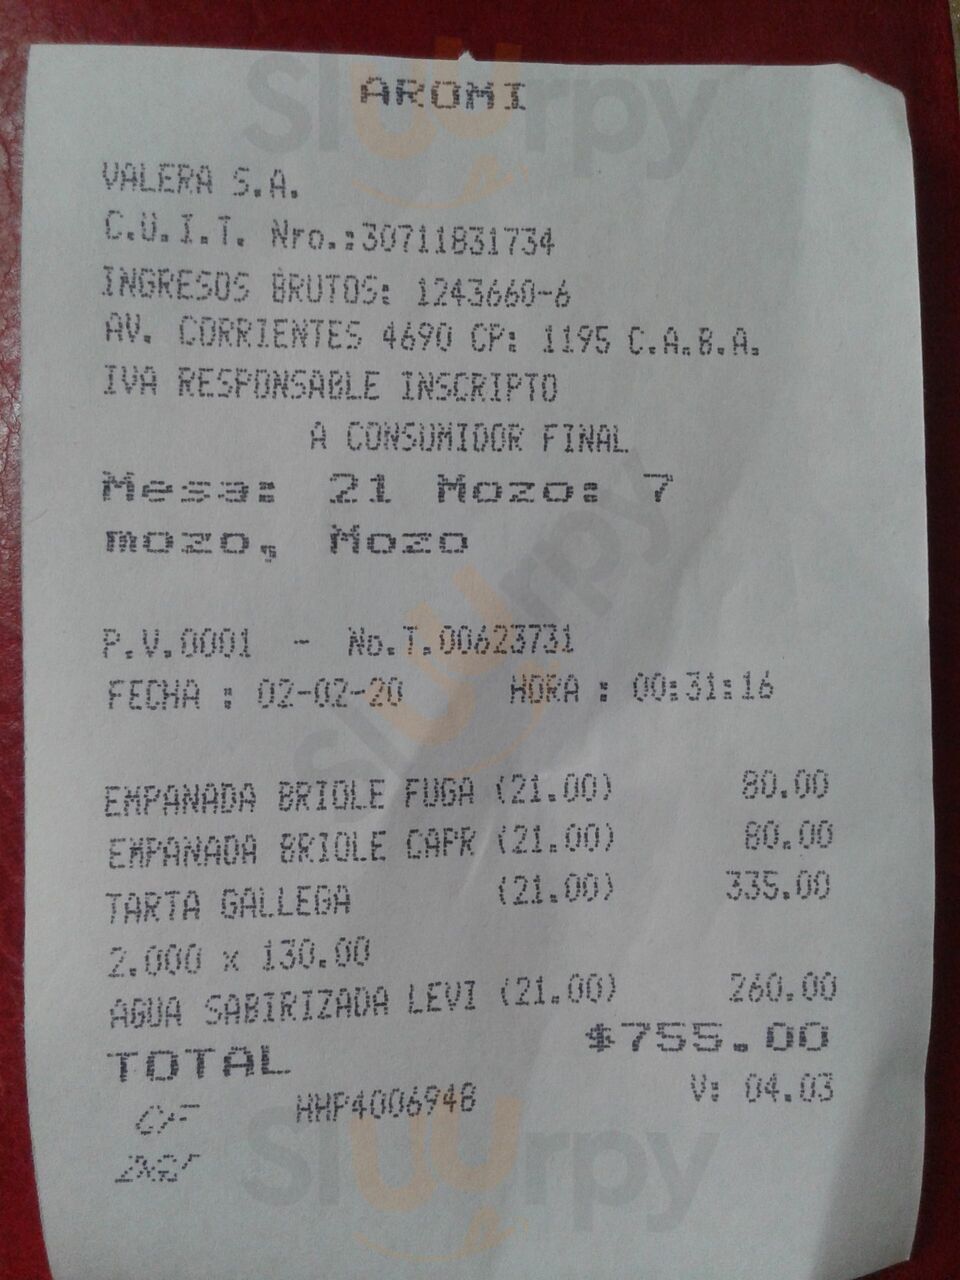 AROMI
VALERA S.A.
C.U.I.T. Nro.:30711831734
INGRESOS BRUTOS: 1243660-6
AV. CORRIENTES 4690 CP: 1195 C.A.B.A.
IVA RESPONSABLE INSCRIPTO
A CONSUMIDOR FINAL
Mesa: 21 Mozo: 7
mozo, Mozo
P.V.0001 - No.T.00623731
FECHA : 02-02-20 HORA : 00:31:16
EMPANADA BRIOLE FUGA (21.00) 80.00
EMPANADA BRIOLE CAPR (21.00) 80.00
TARTA GALLEGA (21.00) 335.00
2.000 x 130.00
AGUA SABIRIZADA LEVI (21.00) 260.00
TOTAL $755.00
HHP4006948 V: 04.03
Sluurpy
Sluurpy
Sluurpy